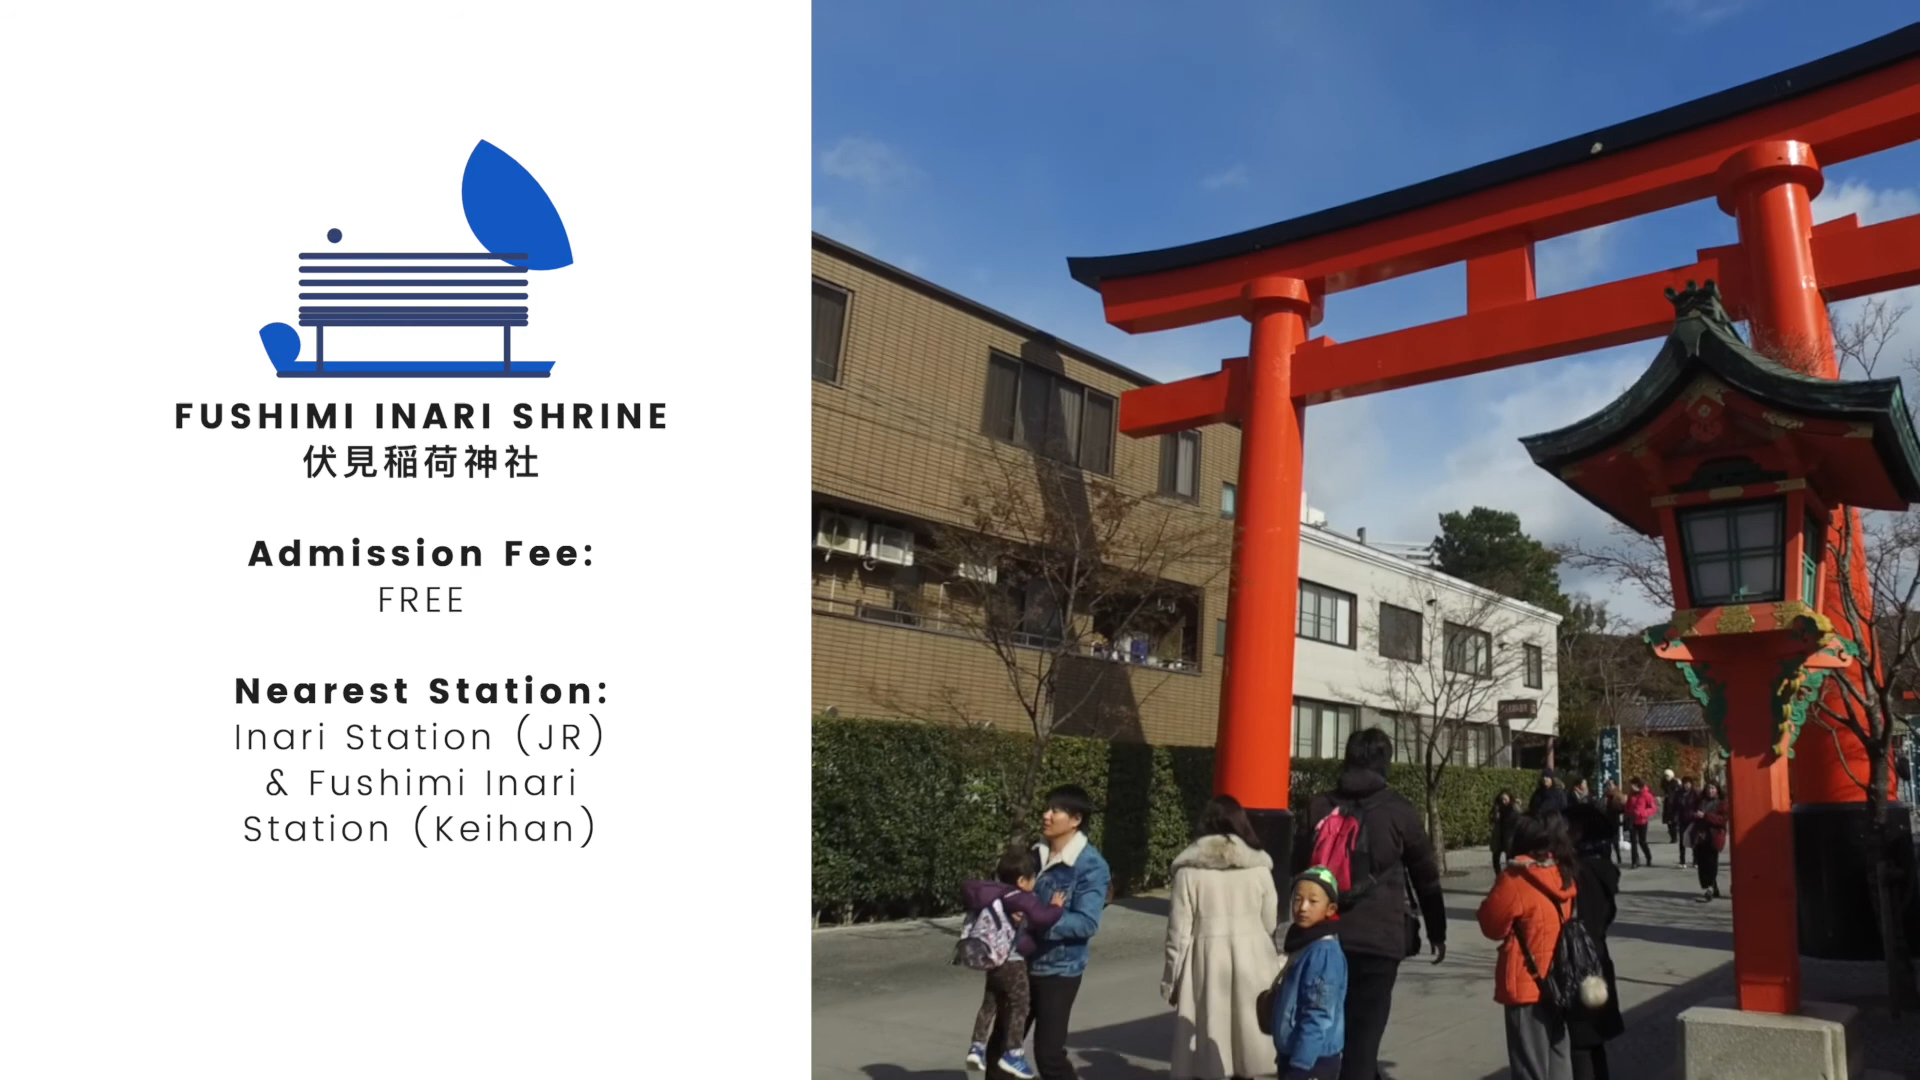 FUSHIMI INARI SHRINE
伏見稲荷神社
Admission Fee:
FREE
Nearest Station:
Inari Station (JR)
& Fushimi Inari
Station (Keihan)